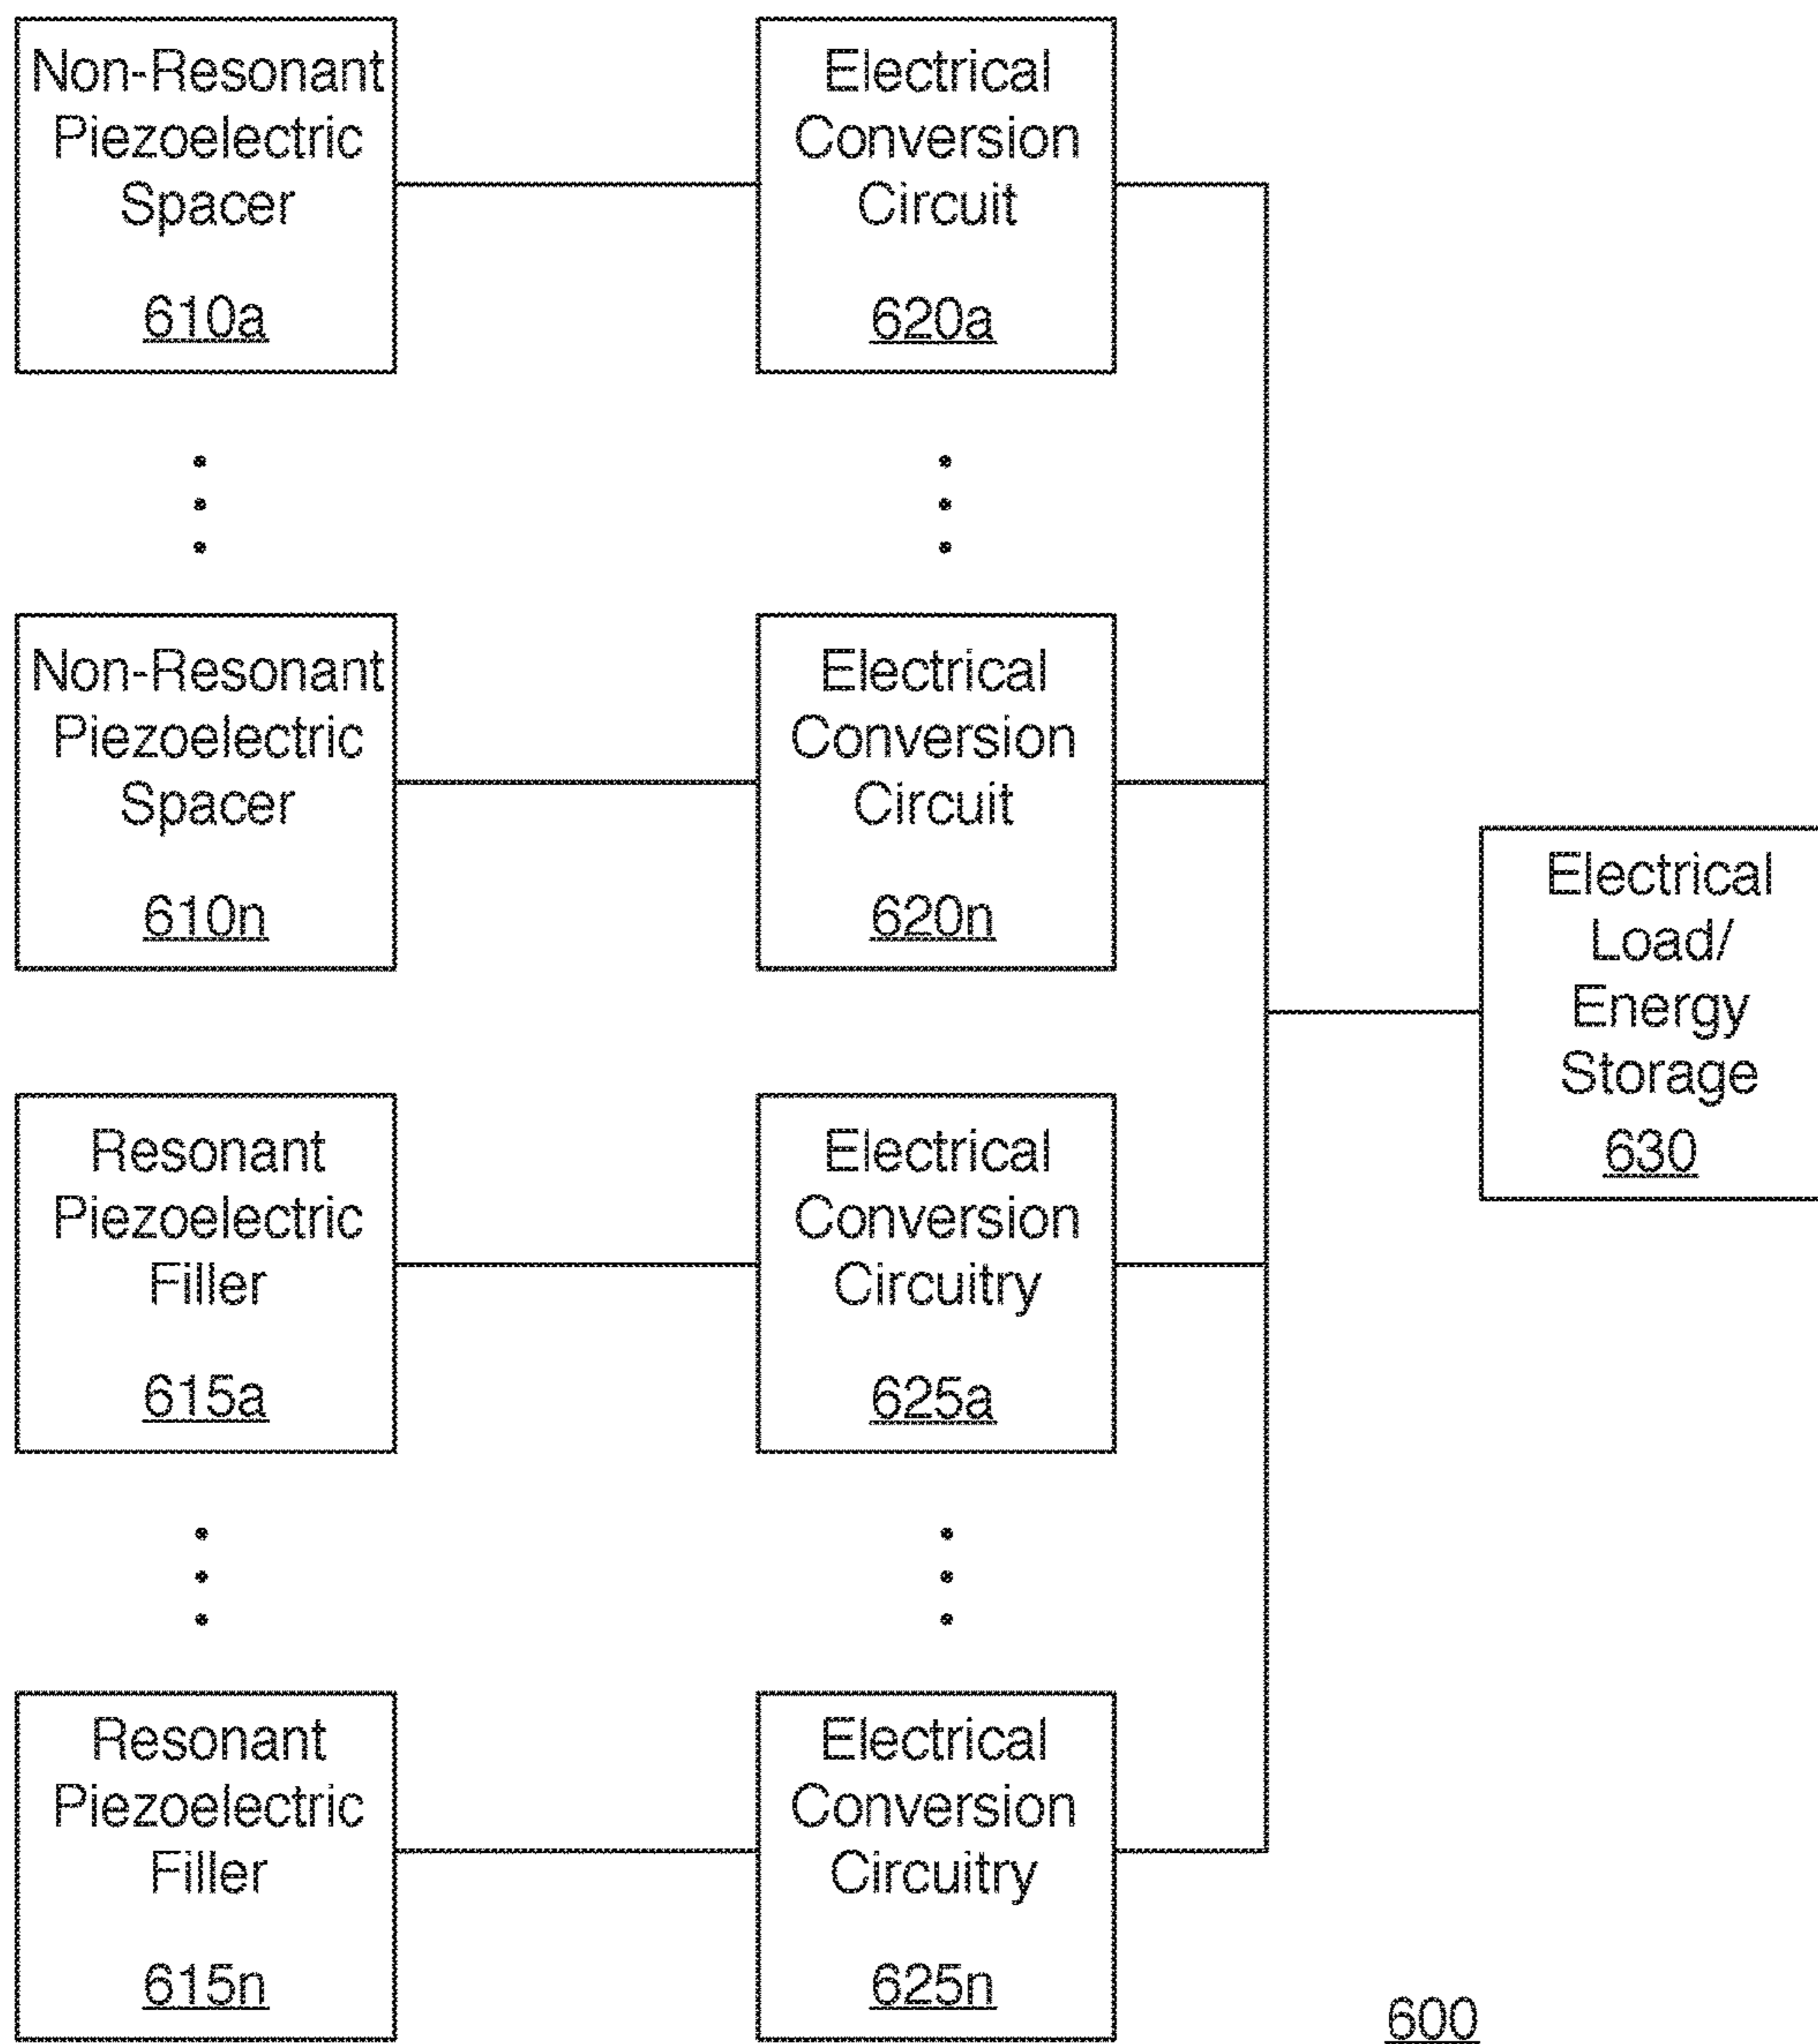 Non-Resonant
Piezoelectric
Spacer
610a
Electrical
Conversion
Circuit
620a
Non-Resonant
Piezoelectric
Spacer
610n
Electrical
Conversion
Circuit
620n
Electrical
Load/
Energy
Storage
630
Resonant
Piezoelectric
Filler
615a
Electrical
Conversion
Circuitry
625a
Resonant
Piezoelectric
Filler
615n
Electrical
Conversion
Circuitry
625n
600